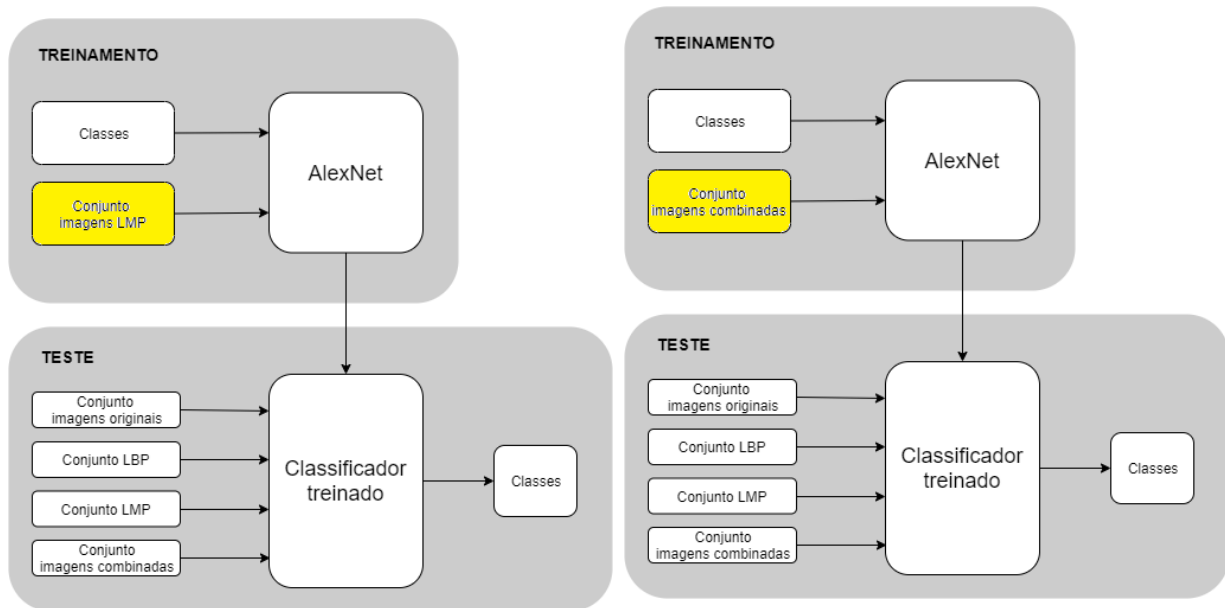 TREINAMENTO
Classes
Conjunto
imagens LMP
AlexNet
TESTE
Conjunto
imagens originais
Conjunto LBP
Conjunto LMP
Conjunto
imagens combinadas
Classificador
treinado
Classes
TREINAMENTO
Classes
Conjunto
imagens combinadas
AlexNet
TESTE
Conjunto
imagens originais
Conjunto LBP
Conjunto LMP
Conjunto
imagens combinadas
Classificador
treinado
Classes